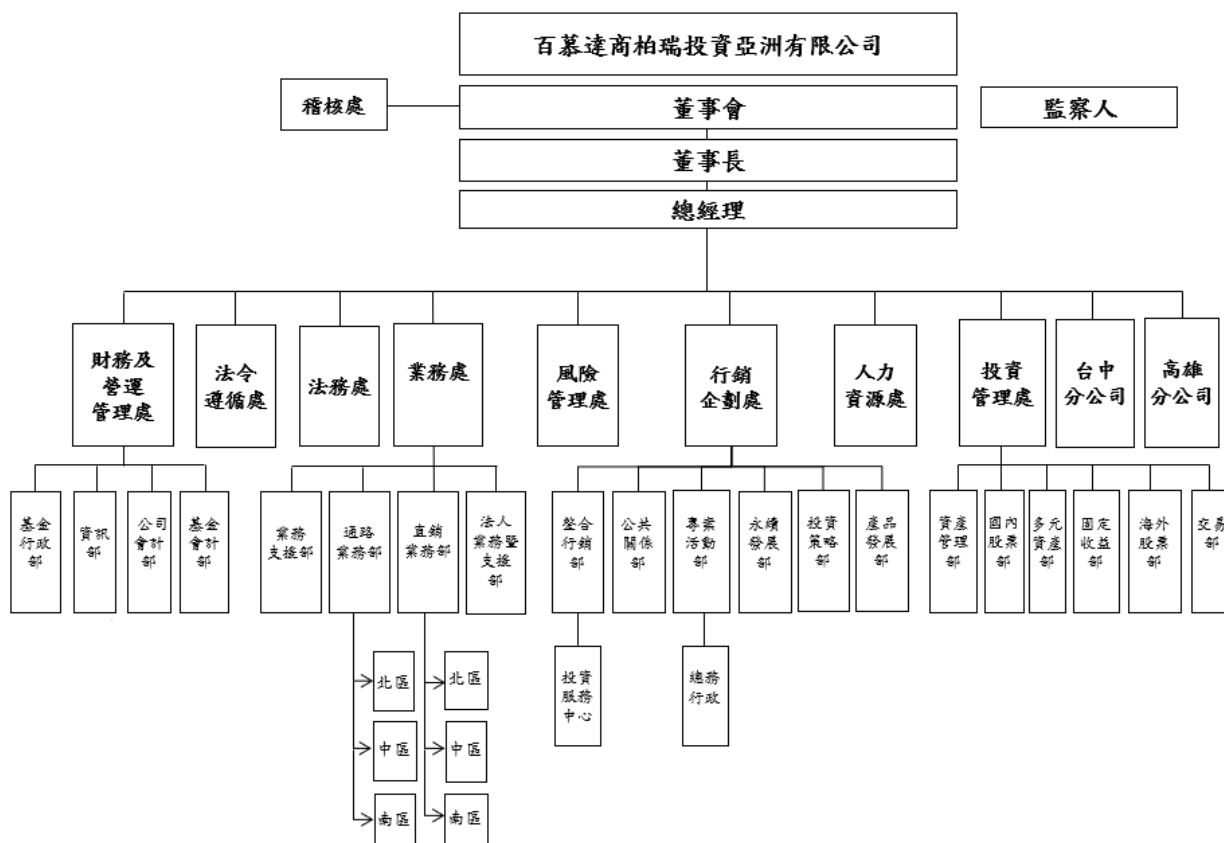 百慕達商柏瑞投資亞洲有限公司
稽核處
董事會
監察人
董事長
總經理
財務及
營運
管理處
法令
遵循處
法務處
業務處
風險
管理處
行銷
企劃處
人力
資源處
投資
管理處
台中
分公司
高雄
分公司
基金
行政
部
資訊
部
公司
會計
部
基金
會計
部
業務
支援部
通路
業務部
直銷
業務部
法人
業務暨
支援
部
整合
行銷
部
公共
關係
部
專案
活動
部
永續
發展
部
投資
策略
部
產品
發展
部
資產
管理
部
國內
股票
部
多元
資產
部
固定
收益
部
海外
股票
部
交易
部
北區
北區
投資
服務
中心
總務
行政
中區
中區
南區
南區